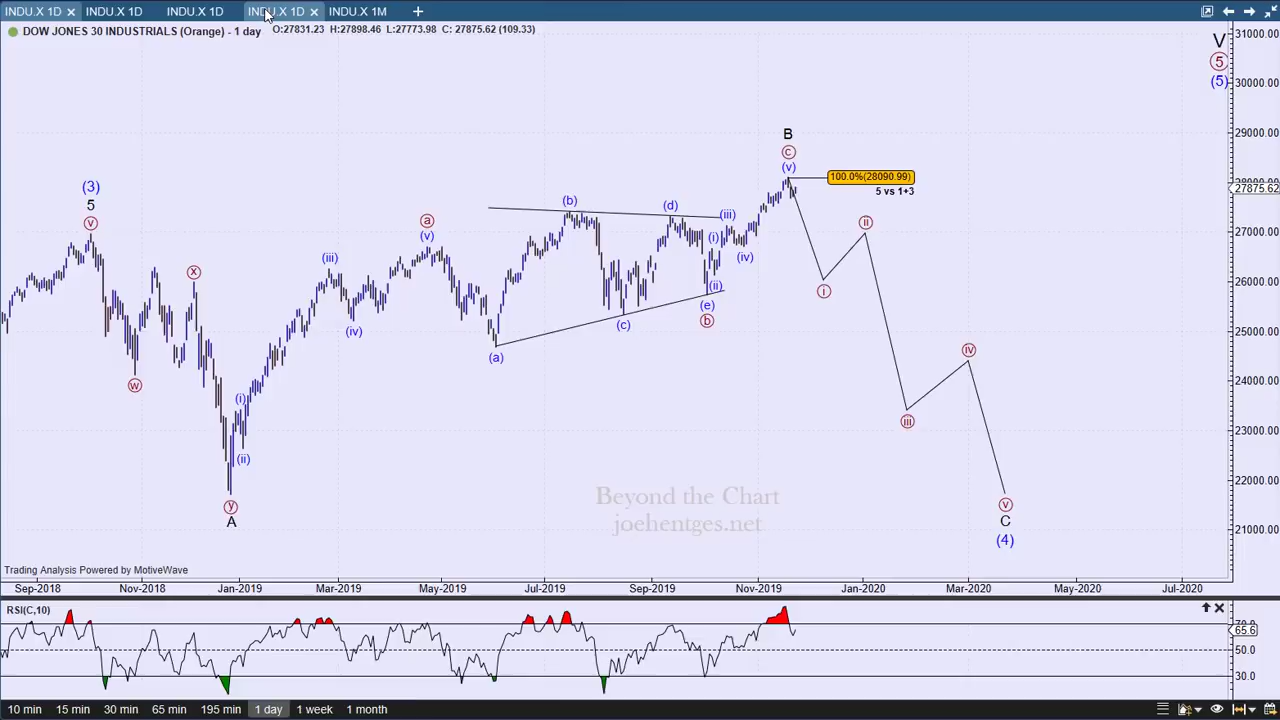 INDU.X 1D INDU.X 1D INDU.X 1D INDU.X 1D INDU.X 1M
DOW JONES 30 INDUSTRIALS (Orange) - 1 day O:27831.23 H:27898.46 L:27773.98 C: 27875.62 (109.33)
31000.00
V
5
(5)
30000.00
29000.00
B
c
(v)
100.0%(28090.99)
5 vs 1+3
28000.00
27875.62
(3)
5
v
(b)
(d)
(iii)
a
(v)
ii
27000.00
(i)
(iii)
(iv)
x
(ii)
i
26000.00
(iv)
(e)
b
(c)
25000.00
(a)
iv
w
24000.00
(i)
iii
23000.00
(ii)
22000.00
y
A
v
C
(4)
Beyond the Chart
joehentges.net
21000.00
Trading Analysis Powered by MotiveWave
Sep-2018 Nov-2018 Jan-2019 Mar-2019 May-2019 Jul-2019 Sep-2019 Nov-2019 Jan-2020 Mar-2020 May-2020 Jul-2020
RSI(C,10)
70.0
65.6
50.0
30.0
10 min 15 min 30 min 65 min 195 min 1 day 1 week 1 month